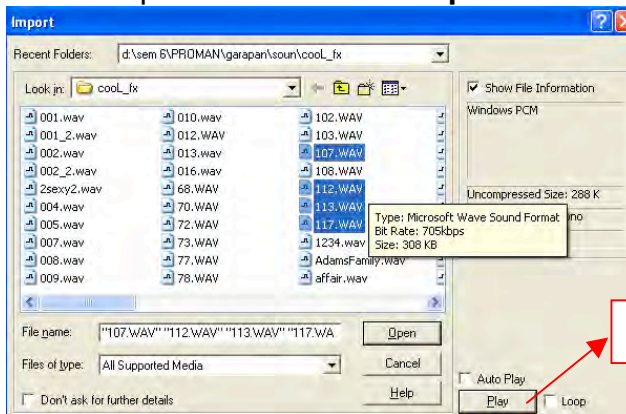 Import
Recent Folders: d:\sem 6\PROMAN\garapan\soun\cooL_fx
Look in: cooL_fx
Show File Information
Windows PCM
001.wav 010.wav 102.WAV
001_2.wav 012.WAV 103.WAV
002.wav 013.wav 107.WAV
002_2.wav 016.wav 108.WAV
2sexy2.wav 68.WAV 112.WAV
Uncompressed Size: 288 K
004.wav 70.WAV 113.WAV
005.wav 72.WAV 117.WAV
007.wav 73.WAV 1234.wav
008.wav 77.WAV AdamsFamily.wav
009.wav 78.WAV affair.wav
Type: Microsoft Wave Sound Format
Bit Rate: 705kbps
Size: 308 KB
File name: "107.WAV" "112.WAV" "113.WAV" "117.WA
Open
Files of type: All Supported Media
Cancel
Don't ask for further details
Help
Auto Play
Play
Loop